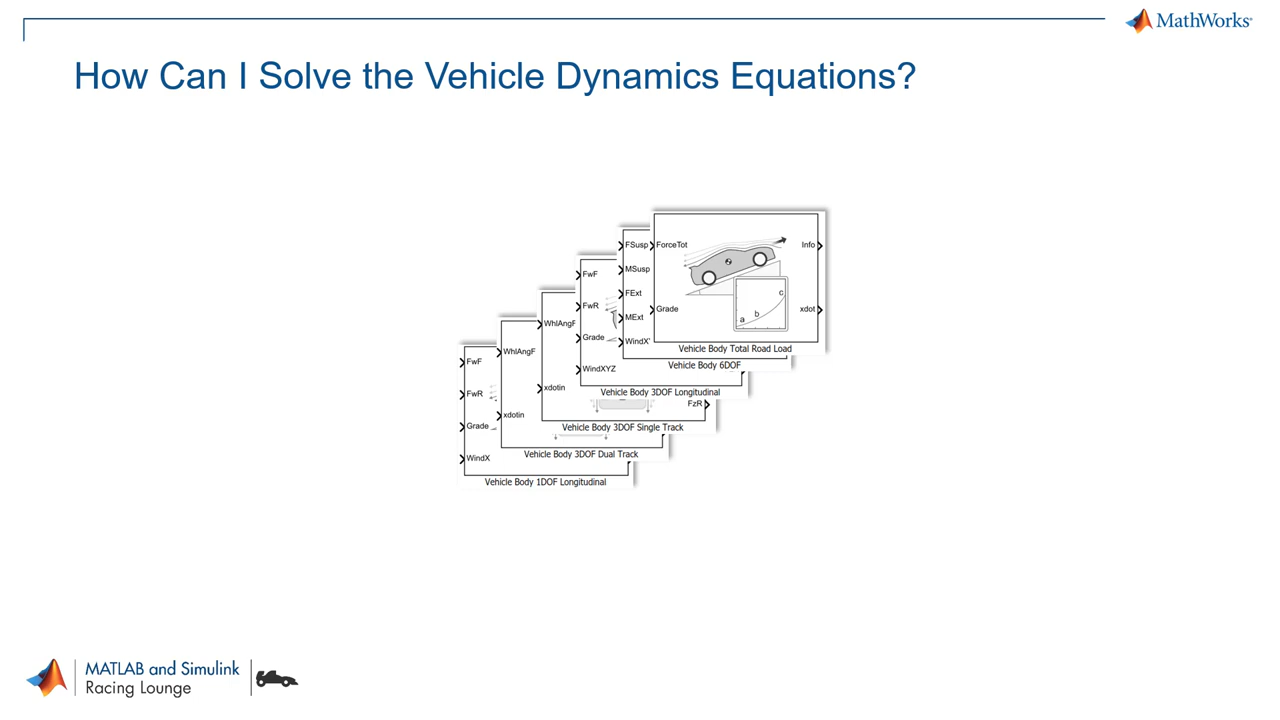 MathWorks®
How Can I Solve the Vehicle Dynamics Equations?
ForceTot
Info
Grade
xdot
a
b
c
Vehicle Body Total Road Load
FSusp
MSusp
FExt
MExt
Vehicle Body 6DOF
FwF
FwR
Grade
WindXYZ
Vehicle Body 3DOF Longitudinal
WhlAngF
xdotin
FzR
Vehicle Body 3DOF Single Track
WhlAngF
xdotin
Vehicle Body 3DOF Dual Track
FwF
FwR
Grade
WindX
Vehicle Body 1DOF Longitudinal
MATLAB and Simulink
Racing Lounge